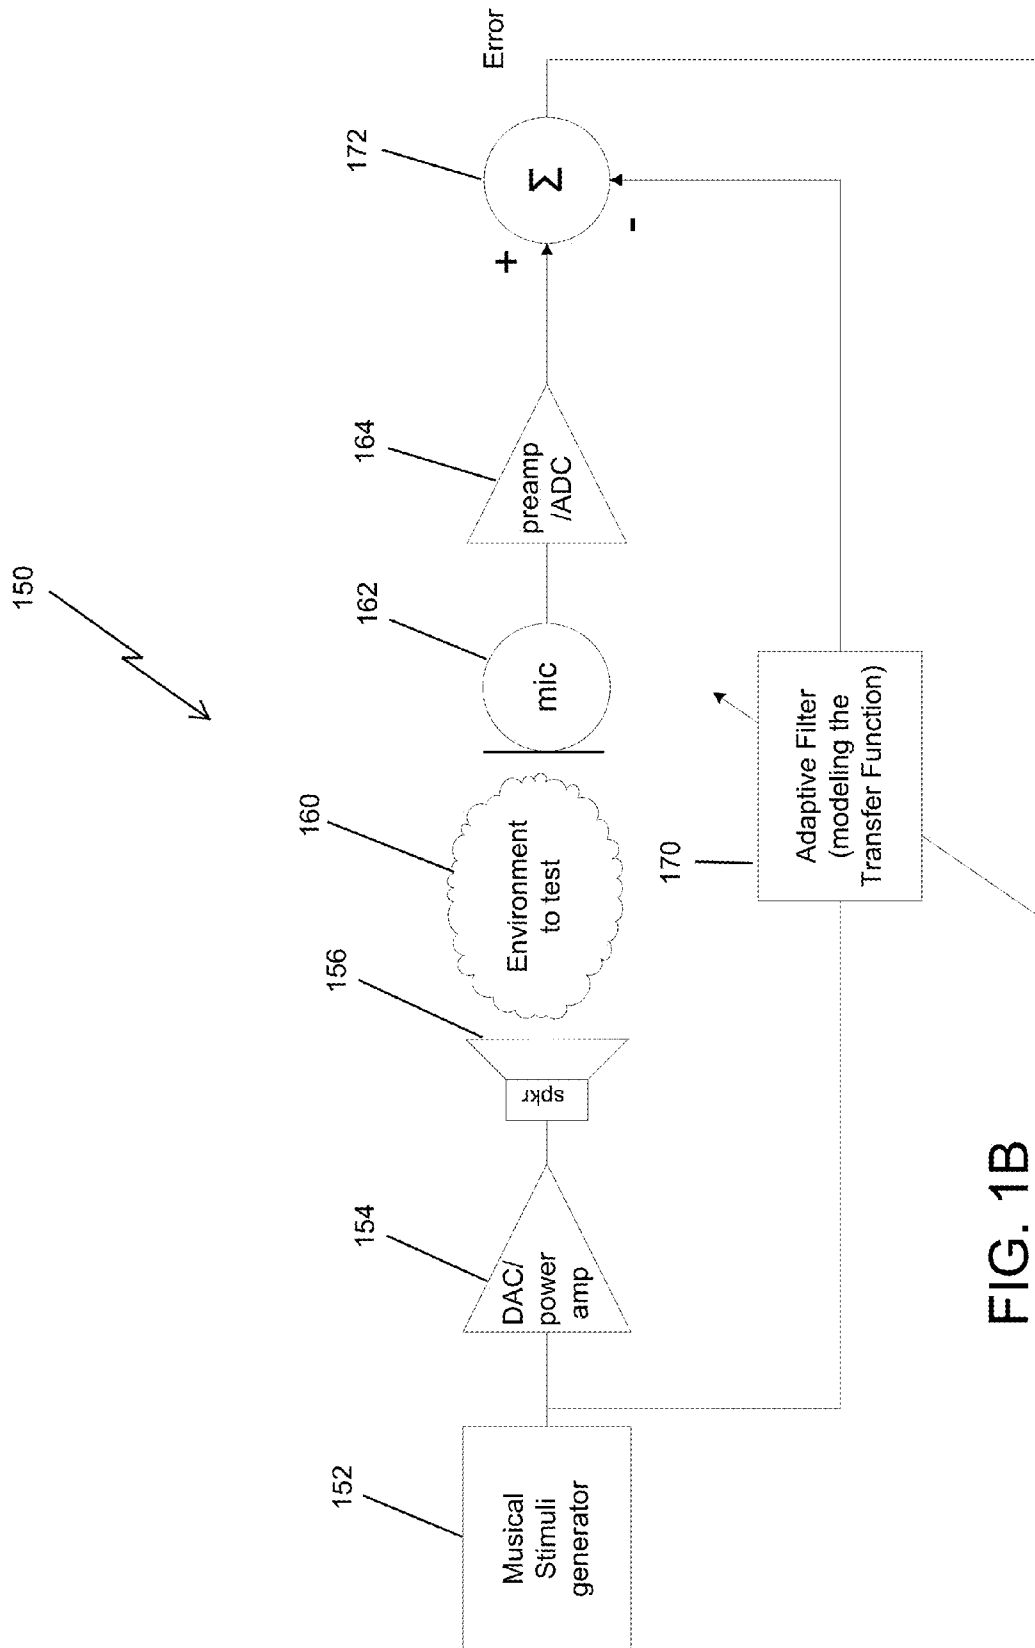 150
152
Musical
Stimuli
generator
154
DAC/
power
amp
156
spkr
160
Environment
to test
162
mic
164
preamp
/ADC
172
+
Σ
-
Error
170
Adaptive Filter
(modeling the
Transfer Function)
FIG. 1B